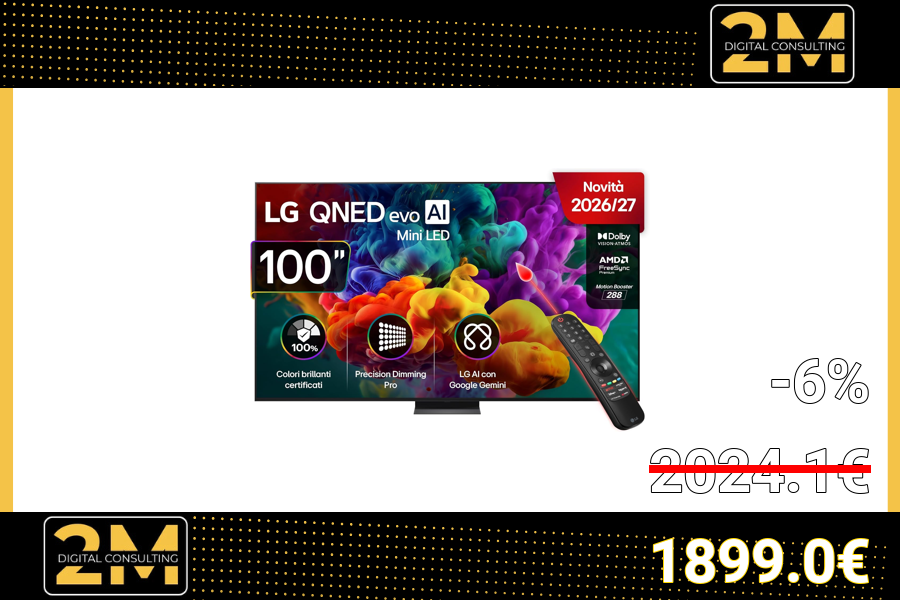 2M
DIGITAL CONSULTING
Novità
2026/27
LG QNED evo AI
Mini LED
100"
Dolby
VISION·ATMOS
AMD
FreeSync
Premium
Motion Booster
288
100%
Colori brillanti
certificati
Precision Dimming
Pro
LG AI con
Google Gemini
-6%
2024.1€
2M
DIGITAL CONSULTING
1899.0€